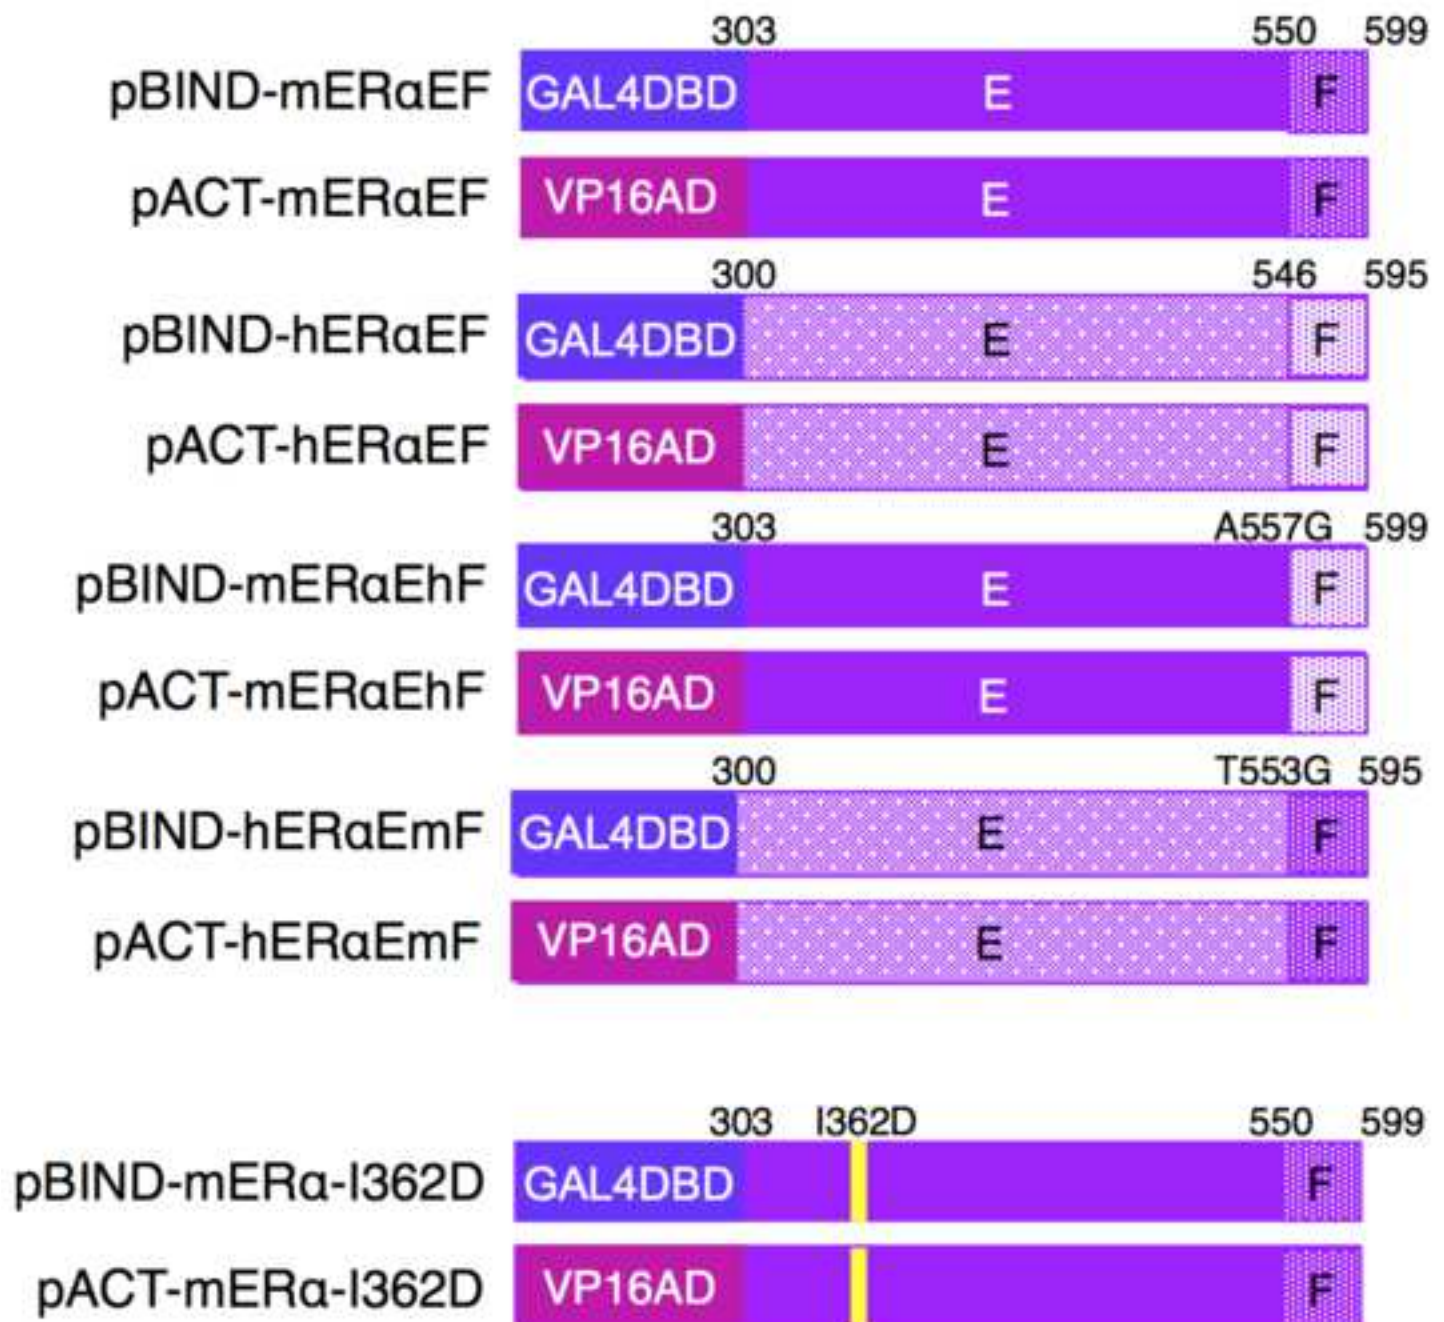 303 550 599
pBIND-mERαEF GAL4DBD E F
pACT-mERαEF VP16AD E F
300 546 595
pBIND-hERαEF GAL4DBD E F
pACT-hERαEF VP16AD E F
303 A557G 599
pBIND-mERαEhF GAL4DBD E F
pACT-mERαEhF VP16AD E F
300 T553G 595
pBIND-hERαEmF GAL4DBD E F
pACT-hERαEmF VP16AD E F
303 I362D 550 599
pBIND-mERα-I362D GAL4DBD F
pACT-mERα-I362D VP16AD F